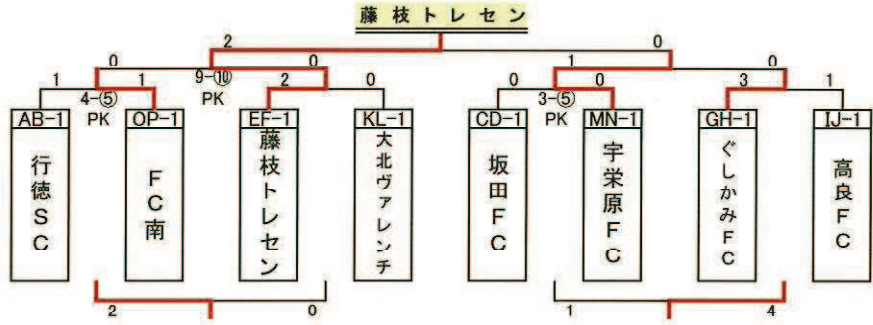 藤枝トレセン
2 0
0 0 1 0
1 4-⑤ 1 9-⑩ 2 0 0 3-⑤ 0 3 1
PK PK PK
AB-1 OP-1 EF-1 KL-1 CD-1 MN-1 GH-1 IJ-1
行徳SC
FC南
藤枝トレセン
大北ヴァレンチ
坂田FC
宇栄原FC
ぐしかみFC
高良FC
2 0 1 4